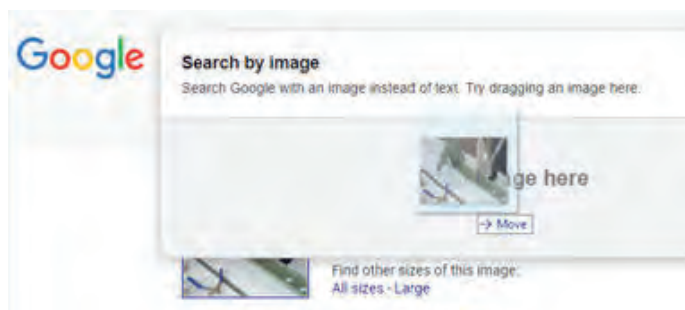 Google
Search by image
Search Google with an image instead of text. Try dragging an image here.
ge here
→ Move
Find other sizes of this image:
All sizes - Large